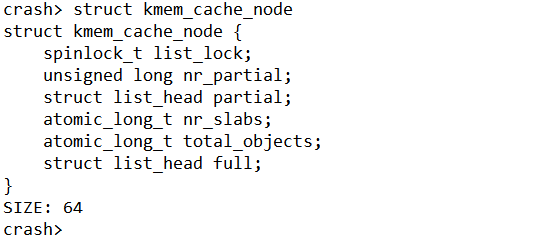 crash> struct kmem_cache_node
struct kmem_cache_node {
    spinlock_t list_lock;
    unsigned long nr_partial;
    struct list_head partial;
    atomic_long_t nr_slabs;
    atomic_long_t total_objects;
    struct list_head full;
}
SIZE: 64
crash>